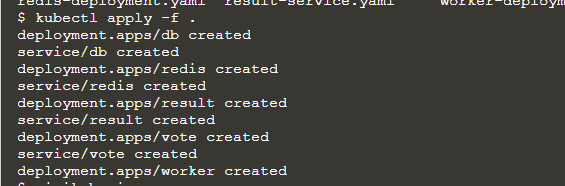 redis-deployment.yaml result-service.yaml worker-deploym
$ kubectl apply -f .
deployment.apps/db created
service/db created
deployment.apps/redis created
service/redis created
deployment.apps/result created
service/result created
deployment.apps/vote created
service/vote created
deployment.apps/worker created